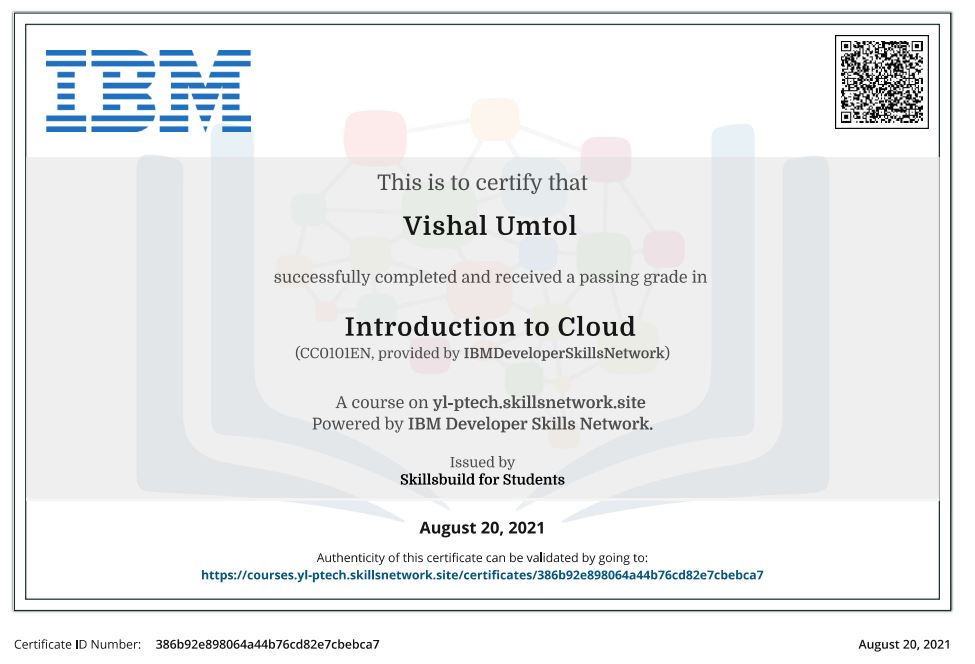 IBM
This is to certify that
Vishal Umtol
successfully completed and received a passing grade in
Introduction to Cloud
(CC0101EN, provided by IBMDeveloperSkillsNetwork)
A course on yl-ptech.skillsnetwork.site
Powered by IBM Developer Skills Network.
Issued by
Skillsbuild for Students
August 20, 2021
Authenticity of this certificate can be validated by going to:
https://courses.yl-ptech.skillsnetwork.site/certificates/386b92e898064a44b76cd82e7cbebca7
Certificate ID Number: 386b92e898064a44b76cd82e7cbebca7
August 20, 2021